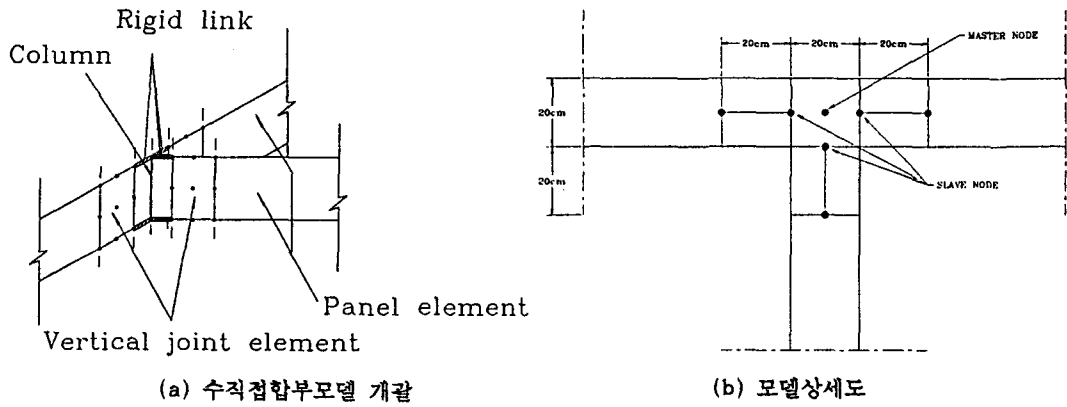 Rigid link
Column
Panel element
Vertical joint element
(a) 수직접합부모델 개괄
20cm
20cm
20cm
MASTER NODE
20cm
20cm
SLAVE NODE
(b) 모델상세도